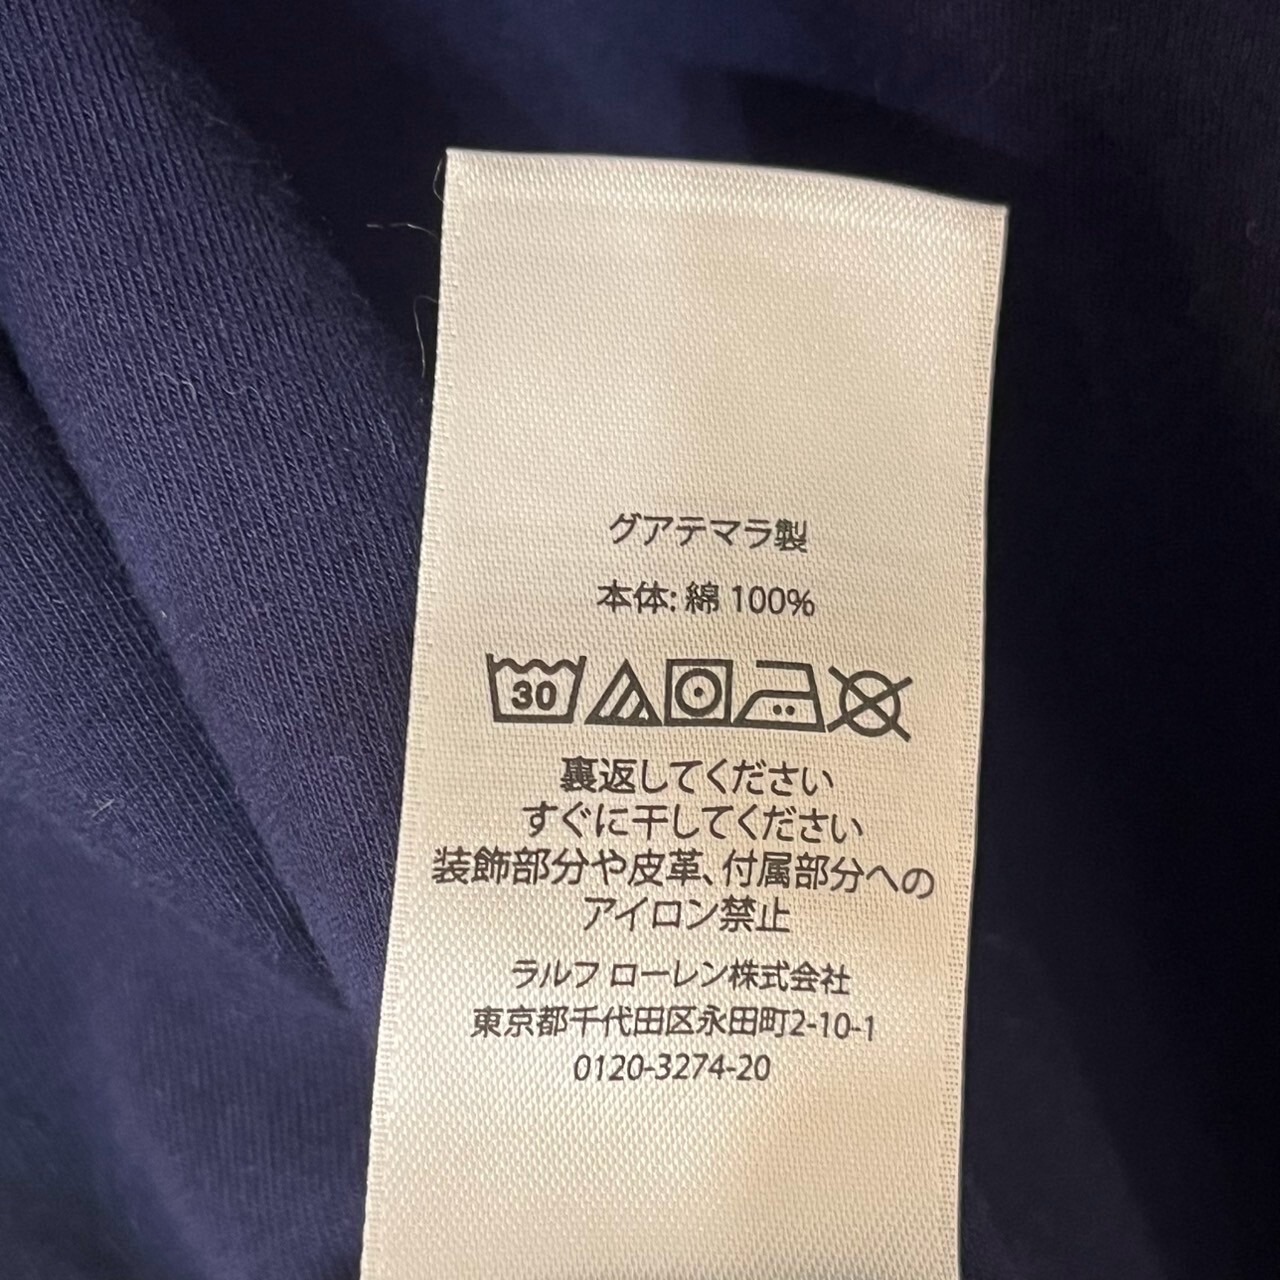 グアテマラ製
本体: 綿 100%
30
裏返してください
すぐに干してください
装飾部分や皮革、付属部分への
アイロン禁止
ラルフ ローレン株式会社
東京都千代田区永田町2-10-1
0120-3274-20